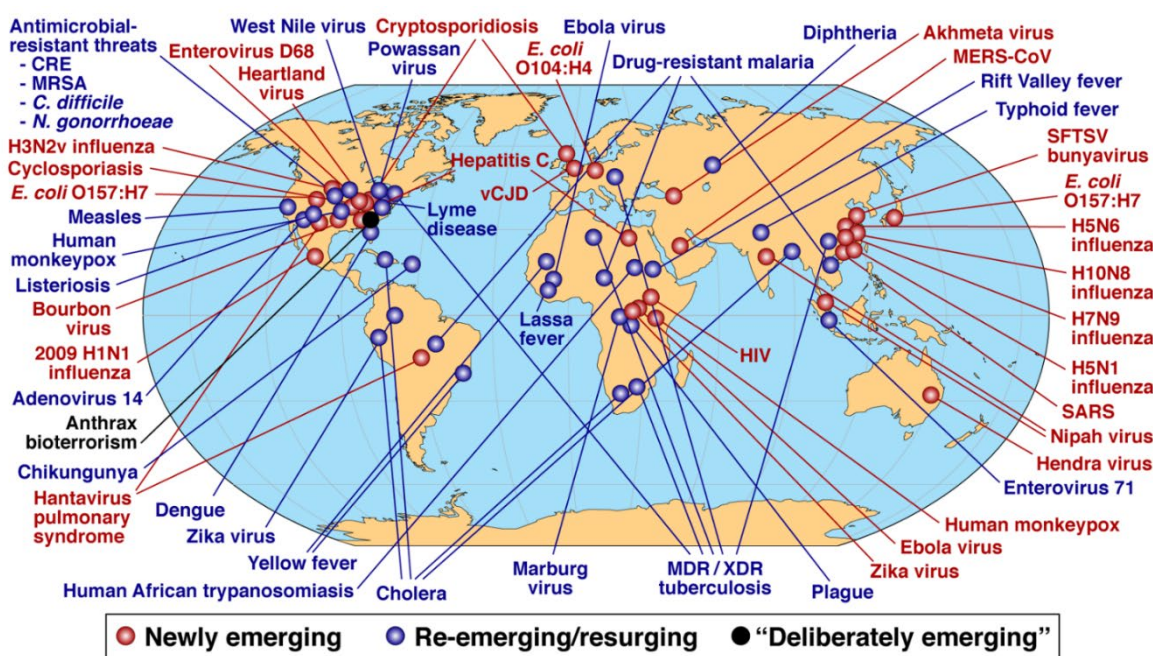 Antimicrobial-
resistant threats
- CRE
- MRSA
- C. difficile
- N. gonorrhoeae
West Nile virus
Enterovirus D68
Heartland
virus
Cryptosporidiosis
Powassan
virus
E. coli
O104:H4
Ebola virus
Drug-resistant malaria
Diphtheria
Akhmeta virus
MERS-CoV
Rift Valley fever
Typhoid fever
SFTSV
bunyavirus
E. coli
O157:H7
H5N6
influenza
H10N8
influenza
H7N9
influenza
H5N1
influenza
SARS
Nipah virus
Hendra virus
Enterovirus 71
H3N2v influenza
Cyclosporiasis
E. coli O157:H7
Measles
Human
monkeypox
Listeriosis
Bourbon
virus
2009 H1N1
influenza
Adenovirus 14
Anthrax
bioterrorism
Chikungunya
Hantavirus
pulmonary
syndrome
Hepatitis C
vCJD
Lyme
disease
Lassa
fever
HIV
Dengue
Zika virus
Yellow fever
Human African trypanosomiasis
Cholera
Marburg
virus
MDR / XDR
tuberculosis
Plague
Human monkeypox
Ebola virus
Zika virus
Newly emerging
Re-emerging/resurging
“Deliberately emerging”